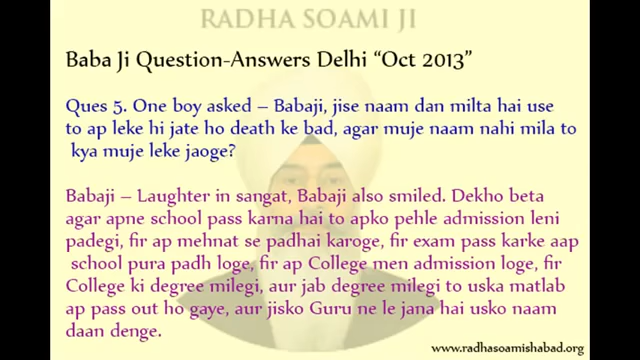 RADHA SOAMI JI
Baba Ji Question-Answers Delhi “Oct 2013”
Ques 5. One boy asked – Babaji, jise naam dan milta hai use
to ap leke hi jate ho death ke bad, agar muje naam nahi mila to
kya muje leke jaoge?
Babaji – Laughter in sangat, Babaji also smiled. Dekho beta
agar apne school pass karna hai to apko pehle admission leni
padegi, fir ap mehnat se padhai karoge, fir exam pass karke aap
school pura padh loge, fir ap College men admission loge, fir
College ki degree milegi, aur jab degree milegi to uska matlab
ap pass out ho gaye, aur jisko Guru ne le jana hai usko naam
daan denge.
www.radhasoamishabad.org